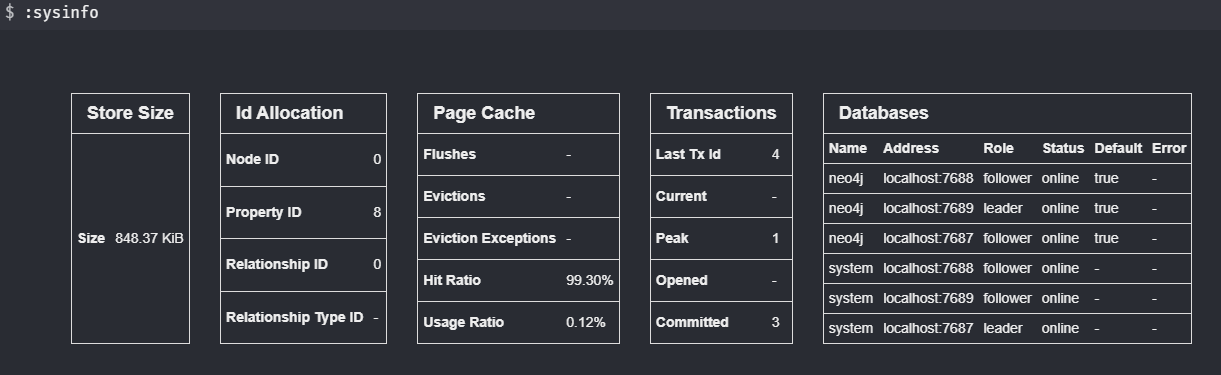 $ :sysinfo
Store Size
Size 848.37 KiB
Id Allocation
Node ID 0
Property ID 8
Relationship ID 0
Relationship Type ID -
Page Cache
Flushes -
Evictions -
Eviction Exceptions -
Hit Ratio 99.30%
Usage Ratio 0.12%
Transactions
Last Tx Id 4
Current -
Peak 1
Opened -
Committed 3
Databases
Name Address Role Status Default Error
neo4j localhost:7688 follower online true -
neo4j localhost:7689 leader online true -
neo4j localhost:7687 follower online true -
system localhost:7688 follower online - -
system localhost:7689 follower online - -
system localhost:7687 leader online - -